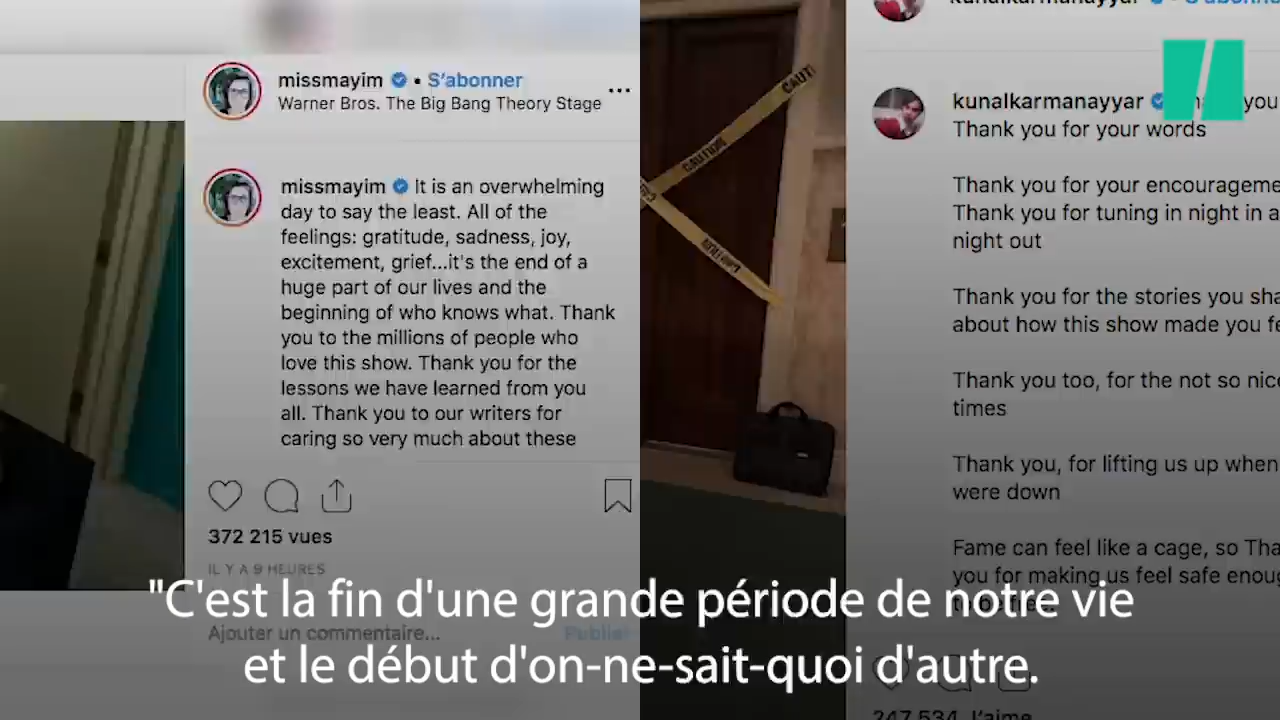 missmayim • S'abonner
Warner Bros. The Big Bang Theory Stage
missmayim It is an overwhelming
day to say the least. All of the
feelings: gratitude, sadness, joy,
excitement, grief...it's the end of a
huge part of our lives and the
beginning of who knows what. Thank
you to the millions of people who
love this show. Thank you for the
lessons we have learned from you
all. Thank you to our writers for
caring so very much about these
372 215 vues
IL Y A 9 HEURES
Ajouter un commentaire... Publier
CAUTION
CAUTION
kunalkarmanayyar
kunalkarmanayyar you
Thank you for your words
Thank you for your encourageme
Thank you for tuning in night in a
night out
Thank you for the stories you sha
about how this show made you fe
Thank you too, for the not so nice
times
Thank you, for lifting us up when
were down
Fame can feel like a cage, so Tha
you for making us feel safe enoug
247 534 J'aime
"C'est la fin d'une grande période de notre vie
et le début d'on-ne-sait-quoi d'autre.